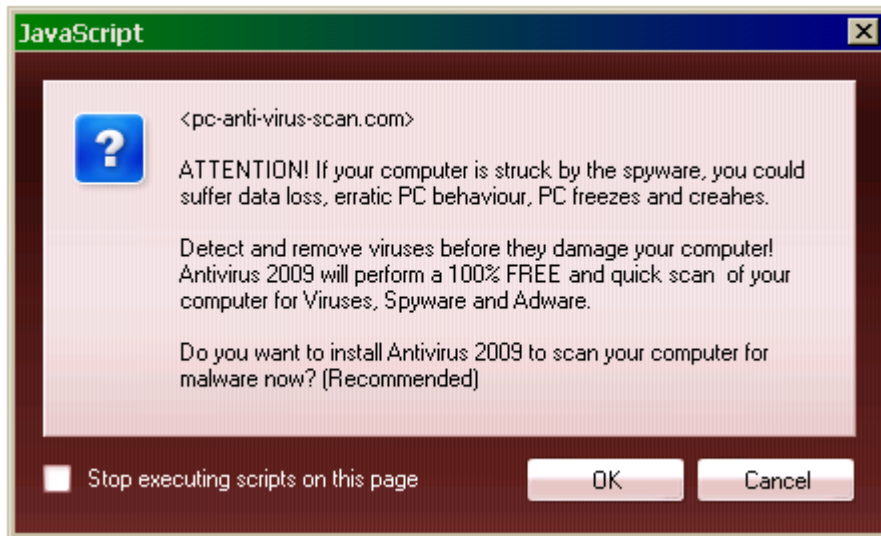 JavaScript
<pc-anti-virus-scan.com>
ATTENTION! If your computer is struck by the spyware, you could
suffer data loss, erratic PC behaviour, PC freezes and creahes.
Detect and remove viruses before they damage your computer!
Antivirus 2009 will perform a 100% FREE and quick scan  of your
computer for Viruses, Spyware and Adware.
Do you want to install Antivirus 2009 to scan your computer for
malware now? (Recommended)
Stop executing scripts on this page
OK
Cancel